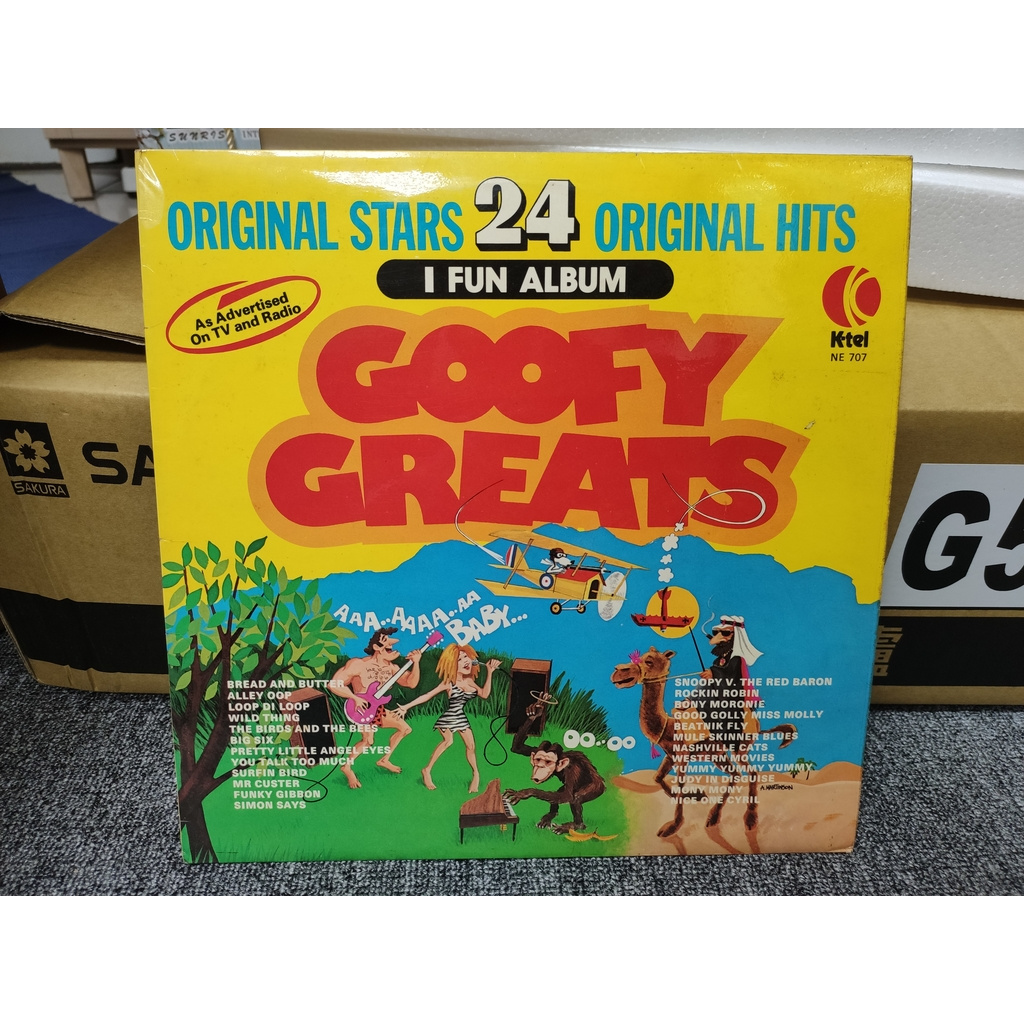 SUNRIS
INT
ORIGINAL STARS 24 ORIGINAL HITS
I FUN ALBUM
As Advertised
On TV and Radio
K-tel
NE 707
GOOFY
GREATS
SAKURA
SA
G5
AAA..AAAA..AA
BABY...
OO..OO
BREAD AND BUTTER
ALLEY OOP
LOOP DI LOOP
WILD THING
THE BIRDS AND THE BEES
BIG SIX
PRETTY LITTLE ANGEL EYES
YOU TALK TOO MUCH
SURFIN BIRD
MR CUSTER
FUNKY GIBBON
SIMON SAYS
SNOOPY V. THE RED BARON
ROCKIN ROBIN
BONY MORONIE
GOOD GOLLY MISS MOLLY
BEATNIK FLY
MULE SKINNER BLUES
NASHVILLE CATS
WESTERN MOVIES
YUMMY YUMMY YUMMY
JUDY IN DISGUISE
MONY MONY
NICE ONE CYRIL